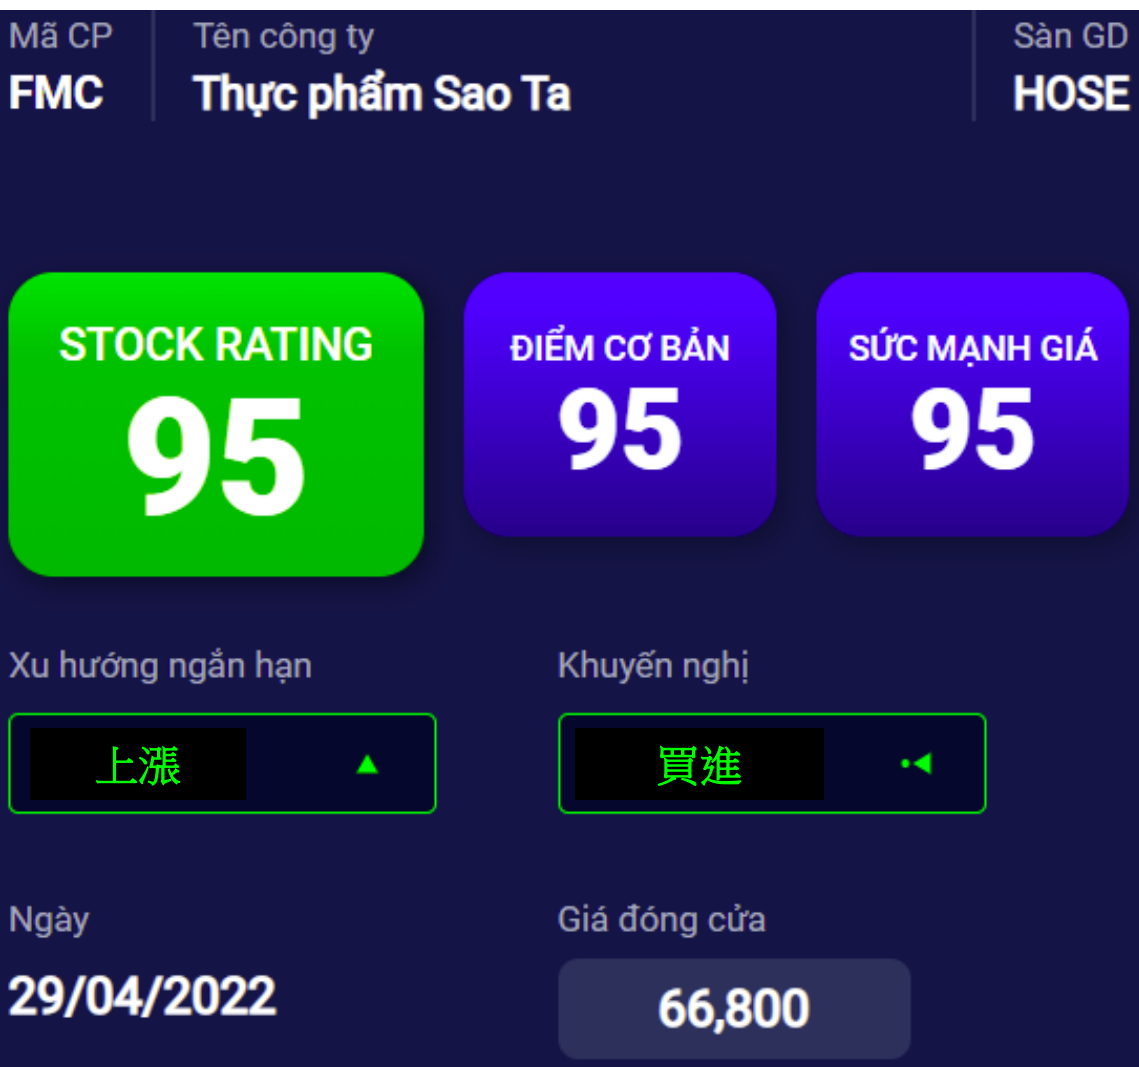 Mã CP
Tên công ty
Sàn GD
FMC
Thực phẩm Sao Ta
HOSE
STOCK RATING
95
ĐIỂM CƠ BẢN
95
SỨC MẠNH GIÁ
95
Xu hướng ngắn hạn
Khuyến nghị
上漲
買進
Ngày
Giá đóng cửa
29/04/2022
66,800